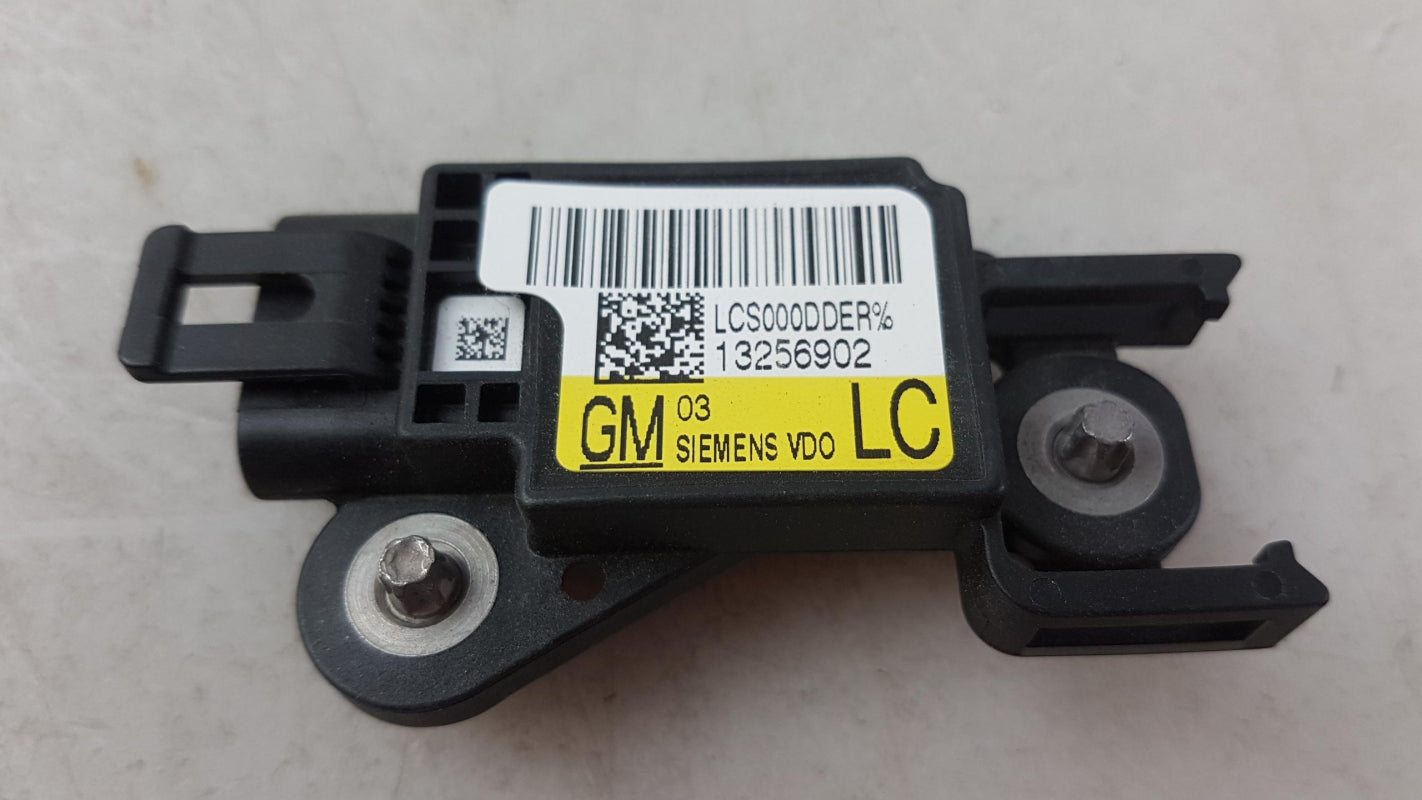 LCS000DDER%
13256902
GM 03 LC
SIEMENS VDO